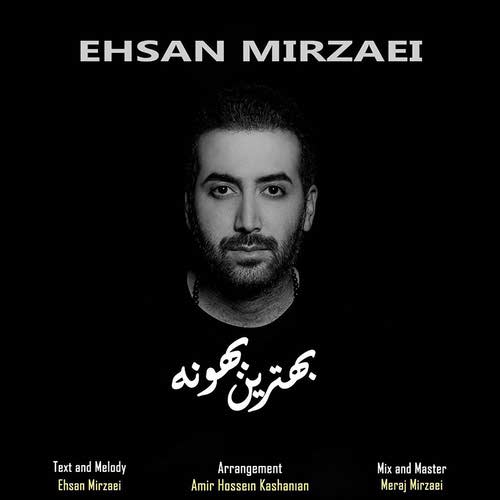 EHSAN MIRZAEI
بهترین بهونه
Text and Melody
Ehsan Mirzaei
Arrangement
Amir Hossein Kashanian
Mix and Master
Meraj Mirzaei